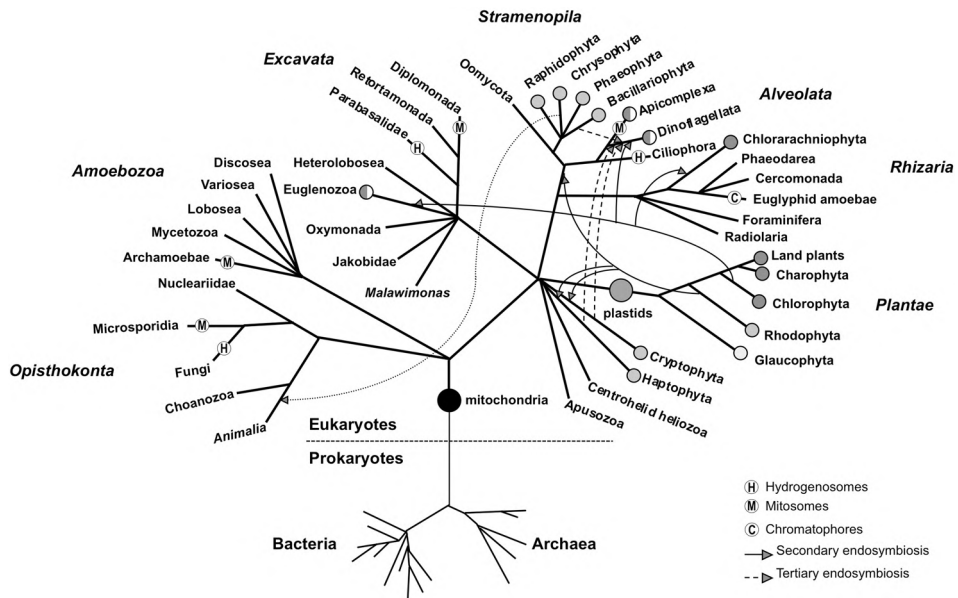 Stramenopila
Excavata
Alveolata
Rhizaria
Amoebozoa
Plantae
Opisthokonta
Oomycota
Raphidophyta
Chrysophyta
Phaeophyta
Bacillariophyta
Apicomplexa
M
Dinoflagellata
H Ciliophora
Chlorarachniophyta
Phaeodarea
Cercomonada
C Euglyphid amoebae
Foraminifera
Radiolaria
Land plants
Charophyta
Chlorophyta
Rhodophyta
Glaucophyta
plastids
Cryptophyta
Haptophyta
Centrohelid heliozoa
Apusozoa
Diplomonada
M
Retortamonada
Parabasalidae
H
Heterolobosea
Euglenozoa
Oxymonada
Jakobidae
Malawimonas
Discosea
Variosea
Lobosea
Mycetozoa
Archamoebae M
Nucleariidae
Microsporidia M
H
Fungi
Choanozoa
Animalia
mitochondria
Eukaryotes
Prokaryotes
Bacteria
Archaea
H Hydrogenosomes
M Mitosomes
C Chromatophores
Secondary endosymbiosis
Tertiary endosymbiosis